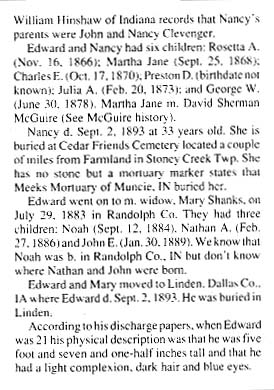 William Hinshaw of Indiana records that Nancy's
parents were John and Nancy Clevenger.
Edward and Nancy had six children: Rosetta A.
(Nov. 16, 1866); Martha Jane (Sept. 25, 1868);
Charles E. (Oct. 17, 1870); Preston D. (birthdate not
known); Julia A. (Feb. 20, 1873); and George W.
(June 30, 1878). Martha Jane m. David Sherman
McGuire (See McGuire history).
Nancy d. Sept. 2, 1893 at 33 years old. She is
buried at Cedar Friends Cemetery located a couple
of miles from Farmland in Stoney Creek Twp. She
has no stone but a mortuary marker states that
Meeks Mortuary of Muncie, IN buried her.
Edward went on to m. widow, Mary Shanks, on
July 29, 1883 in Randolph Co. They had three
children: Noah (Sept. 12, 1884), Nathan A. (Feb.
27, 1886) and John E. (Jan. 30, 1889). We know that
Noah was b. in Randolph Co., IN but don't know
where Nathan and John were born.
Edward and Mary moved to Linden, Dallas Co.,
IA where Edward d. Sept. 2, 1893. He was buried in
Linden.
According to his discharge papers, when Edward
was 21 his physical description was that he was five
foot and seven and one-half inches tall and that he
had a light complexion, dark hair and blue eyes.